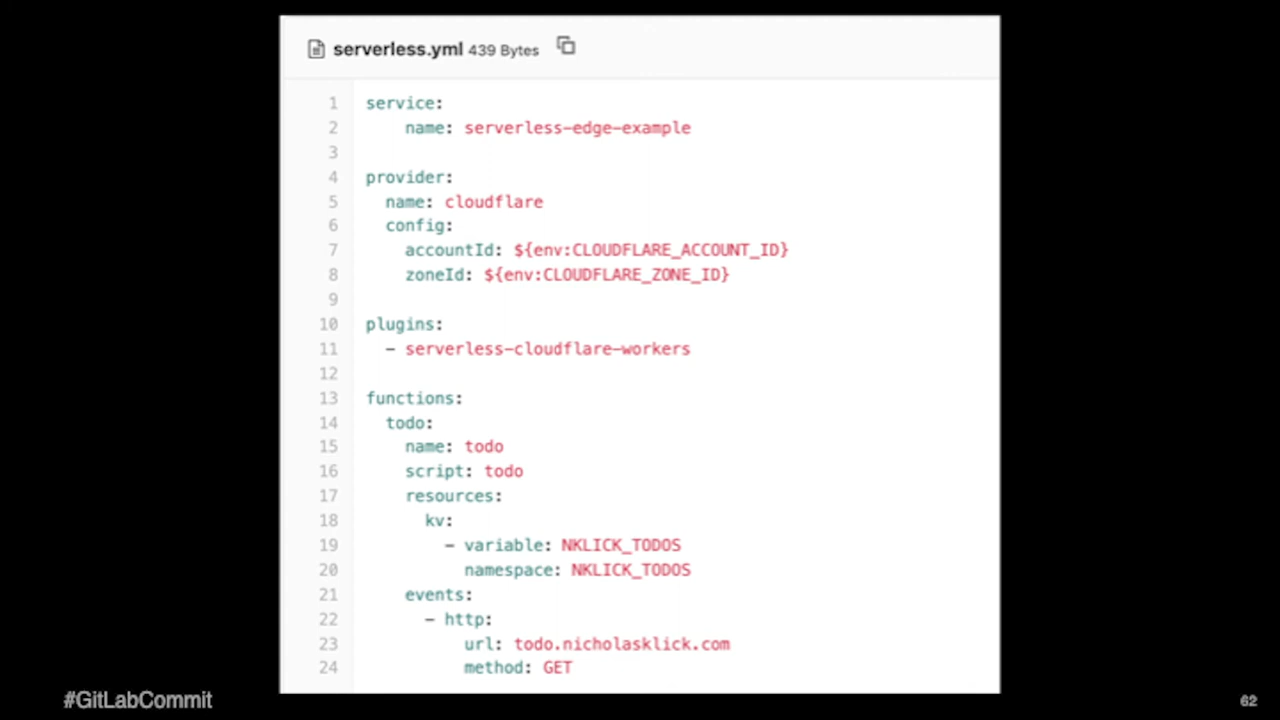 serverless.yml 439 Bytes
1 service:
2     name: serverless-edge-example
3
4 provider:
5   name: cloudflare
6   config:
7     accountId: ${env:CLOUDFLARE_ACCOUNT_ID}
8     zoneId: ${env:CLOUDFLARE_ZONE_ID}
9
10 plugins:
11   - serverless-cloudflare-workers
12
13 functions:
14   todo:
15     name: todo
16     script: todo
17     resources:
18       kv:
19         - variable: NKLICK_TODOS
20           namespace: NKLICK_TODOS
21     events:
22       - http:
23           url: todo.nicholasklick.com
24           method: GET
#GitLabCommit
62